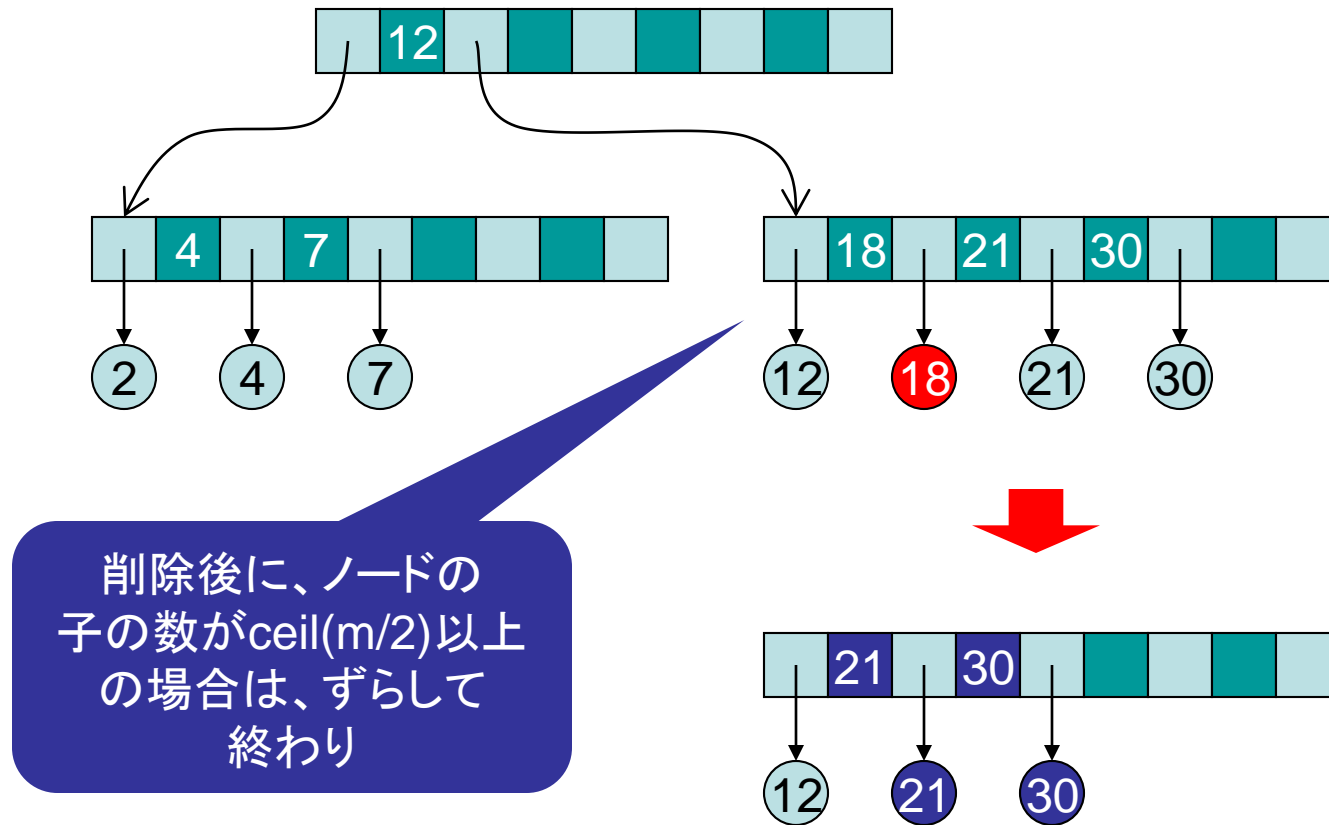 12
4 7
18 21 30
2 4 7
12 18 21 30
削除後に、ノードの
子の数がceil(m/2)以上
の場合は、ずらして
終わり
21 30
12 21 30